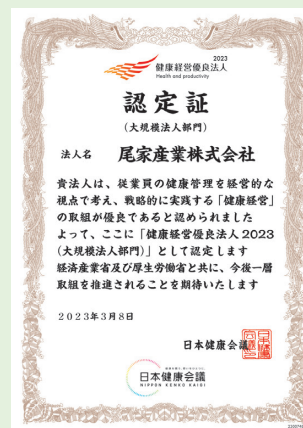 2023
健康経営優良法人
Health and productivity
認定証
(大規模法人部門)
法人名 尾家産業株式会社
貴法人は、従業員の健康管理を経営的な
視点で考え、戦略的に実践する「健康経営」
の取組が優良であると認められました
よって、ここに「健康経営優良法人2023
(大規模法人部門)」として認定します
経済産業省及び厚生労働省と共に、今後一層
取組を推進されることを期待いたします
2023年3月8日
日本健康会議
日本健康会議
NIPPON KENKO KAIGI